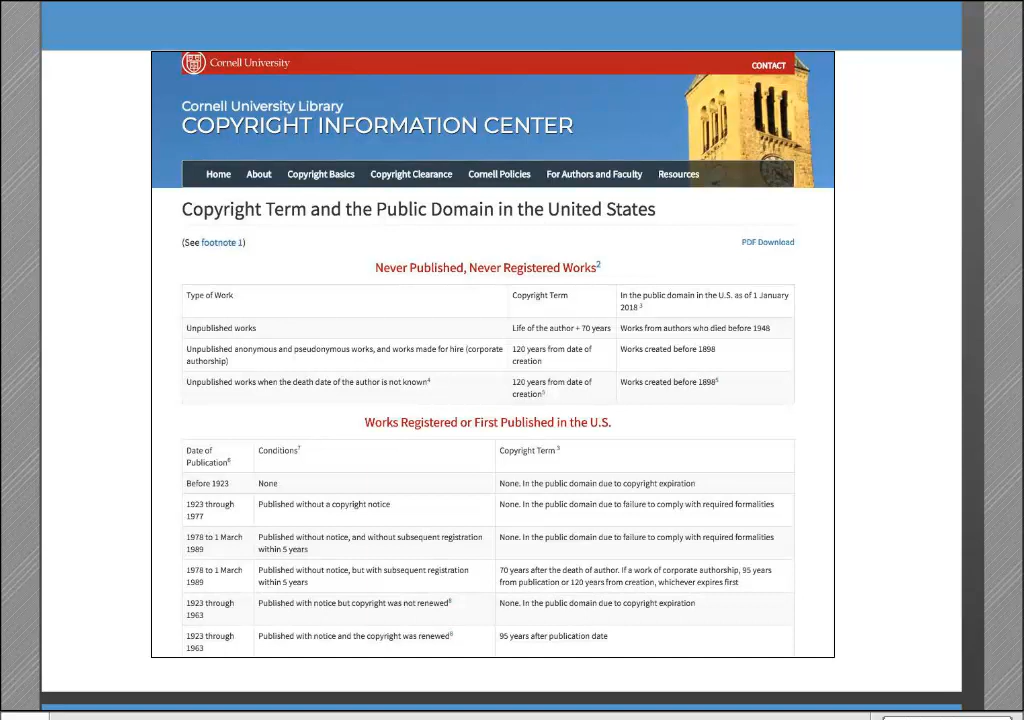 Cornell University
CONTACT
Cornell University Library
COPYRIGHT INFORMATION CENTER
Home About Copyright Basics Copyright Clearance Cornell Policies For Authors and Faculty Resources
Copyright Term and the Public Domain in the United States
(See footnote 1) PDF Download
Never Published, Never Registered Works2
Type of Work Copyright Term In the public domain in the U.S. as of 1 January
2018.3
Unpublished works Life of the author + 70 years Works from authors who died before 1948
Unpublished anonymous and pseudonymous works, and works made for hire (corporate 120 years from date of Works created before 1898
authorship) creation
Unpublished works when the death date of the author is not known4 120 years from date of Works created before 18985
creation5
Works Registered or First Published in the U.S.
Date of Conditions7 Copyright Term 3
Publication6
Before 1923 None None. In the public domain due to copyright expiration
1923 through Published without a copyright notice None. In the public domain due to failure to comply with required formalities
1977
1978 to 1 March Published without notice, and without subsequent registration None. In the public domain due to failure to comply with required formalities
1989 within 5 years
1978 to 1 March Published without notice, but with subsequent registration 70 years after the death of author. If a work of corporate authorship, 95 years
1989 within 5 years from publication or 120 years from creation, whichever expires first
1923 through Published with notice but copyright was not renewed8 None. In the public domain due to copyright expiration
1963
1923 through Published with notice and the copyright was renewed8 95 years after publication date
1963